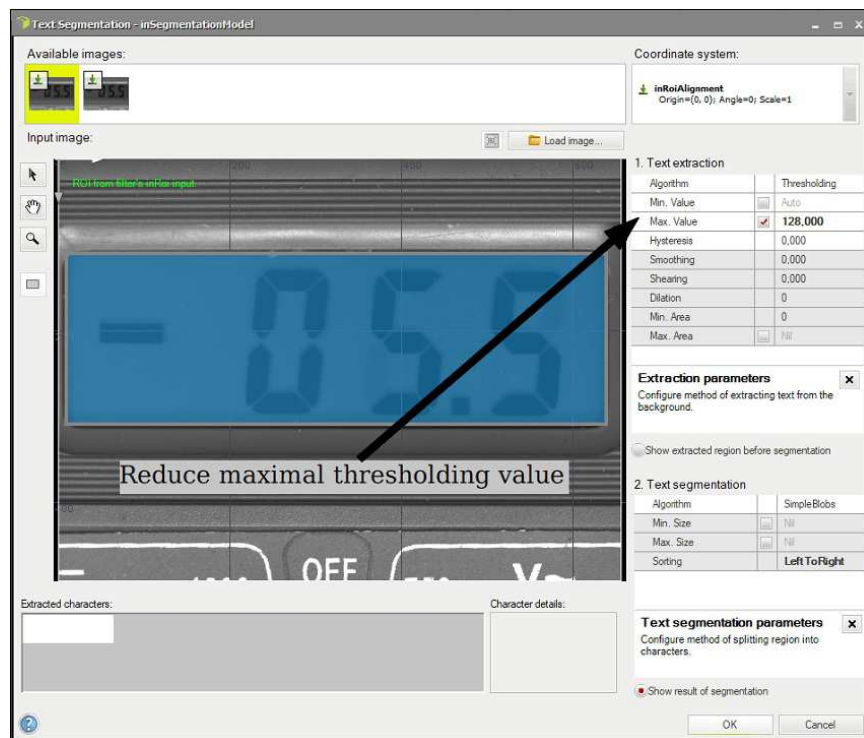 Text Segmentation - inSegmentationModel
Available images:
Coordinate system:
inRoiAlignment
Origin=(0, 0); Angle=0; Scale=1
Input image:
Load image...
200 400 600
ROI from filter's inRoi input.
- 05.5
Reduce maximal thresholding value
OFF
V~
1. Text extraction
Algorithm Thresholding
Min. Value Auto
Max. Value 128,000
Hysteresis 0,000
Smoothing 0,000
Shearing 0,000
Dilation 0
Min. Area 0
Max. Area Nil
Extraction parameters
Configure method of extracting text from the
background.
Show extracted region before segmentation
2. Text segmentation
Algorithm SimpleBlobs
Min. Size Nil
Max. Size Nil
Sorting LeftToRight
Text segmentation parameters
Configure method of splitting region into
characters.
Show result of segmentation
Extracted characters:
Character details:
OK Cancel